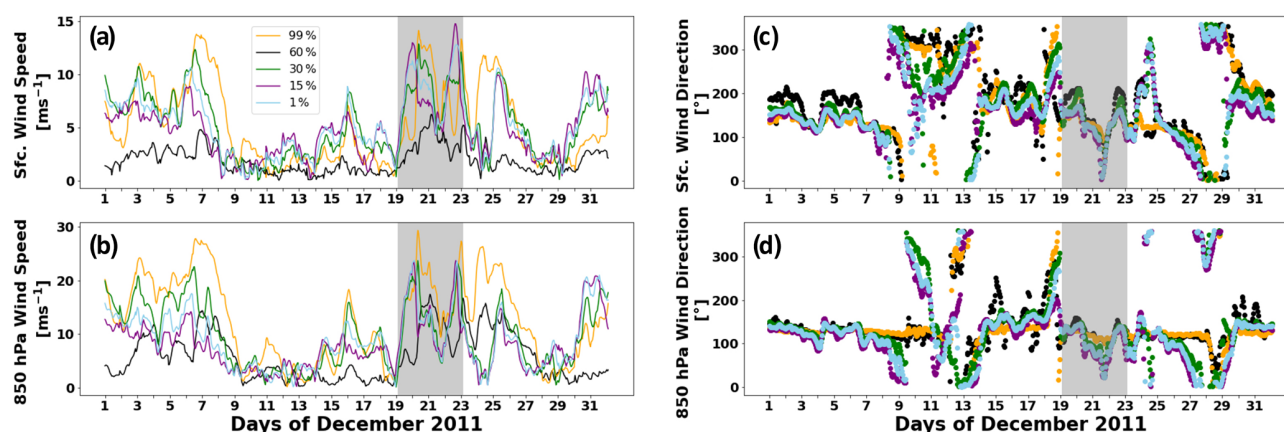 (a)
Sfc. Wind Speed
[ms⁻¹]
15
10
5
0
99 %
60 %
30 %
15 %
1 %
1 3 5 7 9 11 13 15 17 19 21 23 25 27 29 31
(b)
850 hPa Wind Speed
[ms⁻¹]
30
20
10
0
1 3 5 7 9 11 13 15 17 19 21 23 25 27 29 31
Days of December 2011
(c)
Sfc. Wind Direction
[°]
300
200
100
0
1 3 5 7 9 11 13 15 17 19 21 23 25 27 29 31
(d)
850 hPa Wind Direction
[°]
300
200
100
0
1 3 5 7 9 11 13 15 17 19 21 23 25 27 29 31
Days of December 2011